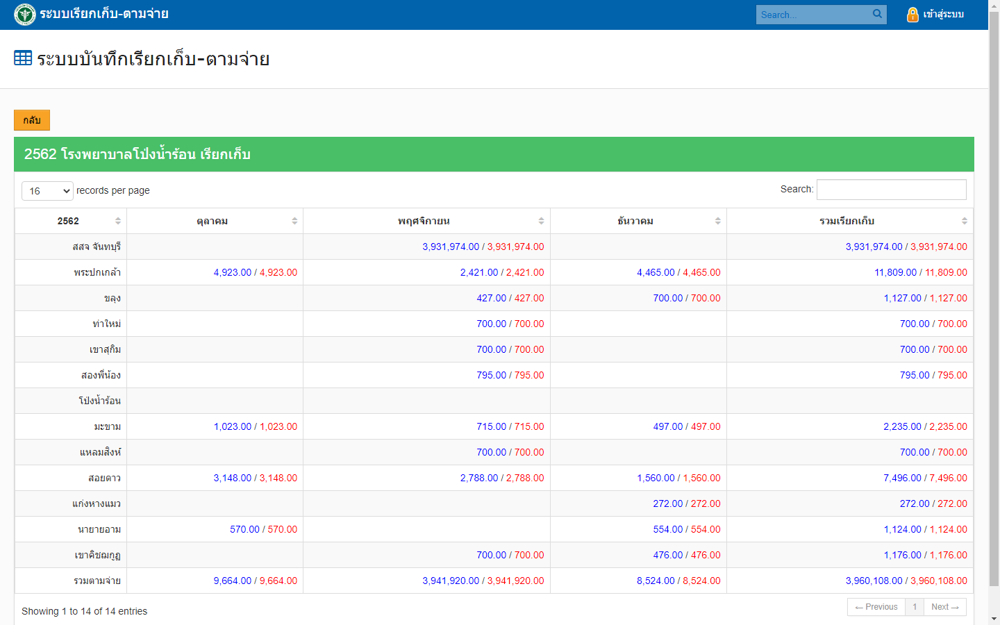 ระบบเรียกเก็บ-ตามจ่าย
Search...
เข้าสู่ระบบ
ระบบบันทึกเรียกเก็บ-ตามจ่าย
กลับ
2562 โรงพยาบาลโป่งน้ำร้อน เรียกเก็บ
16 records per page
Search:
2562 ตุลาคม พฤศจิกายน ธันวาคม รวมเรียกเก็บ
สสจ จันทบุรี 3,931,974.00 / 3,931,974.00 3,931,974.00 / 3,931,974.00
พระปกเกล้า 4,923.00 / 4,923.00 2,421.00 / 2,421.00 4,465.00 / 4,465.00 11,809.00 / 11,809.00
ขลุง 427.00 / 427.00 700.00 / 700.00 1,127.00 / 1,127.00
ท่าใหม่ 700.00 / 700.00 700.00 / 700.00
เขาสุกิม 700.00 / 700.00 700.00 / 700.00
สองพี่น้อง 795.00 / 795.00 795.00 / 795.00
โป่งน้ำร้อน
มะขาม 1,023.00 / 1,023.00 715.00 / 715.00 497.00 / 497.00 2,235.00 / 2,235.00
แหลมสิงห์ 700.00 / 700.00 700.00 / 700.00
สอยดาว 3,148.00 / 3,148.00 2,788.00 / 2,788.00 1,560.00 / 1,560.00 7,496.00 / 7,496.00
แก่งหางแมว 272.00 / 272.00 272.00 / 272.00
นายายอาม 570.00 / 570.00 554.00 / 554.00 1,124.00 / 1,124.00
เขาคิชฌกูฏ 700.00 / 700.00 476.00 / 476.00 1,176.00 / 1,176.00
รวมตามจ่าย 9,664.00 / 9,664.00 3,941,920.00 / 3,941,920.00 8,524.00 / 8,524.00 3,960,108.00 / 3,960,108.00
Showing 1 to 14 of 14 entries
← Previous 1 Next →